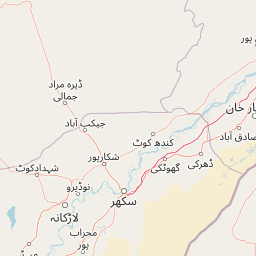 پور
ڈیرہ مراد
جمالی
یار خان
جیکب آباد
صادق آباد
کندھ کوٹ
شکارپور
گھوٹکی
ڈھرکی
شہدادکوٹ
نوڈیرو
سکھر
لاڑکانہ
محراب
پور